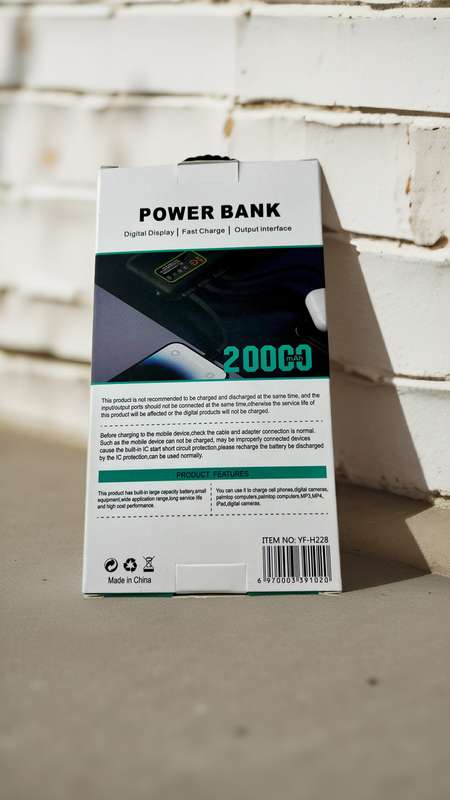 POWER BANK
Digital Display | Fast Charge | Output interface
20000
mAh
This product is not recommended to be charged and discharged at the same time, and the
input/output ports should not be connected at the same time,otherwise the service life of
this product will be affected or the digital products will not be charged.
Before charging to the mobile device,check the cable and adapter connection is normal.
Such as the mobile device can not be charged, may be improperly connected devices
cause the built-in IC start short circuit protection,please recharge the battery be discharged
by the IC protection,can be used normally.
PRODUCT FEATURES
This product has built-in large capacity battery,small
equipment,wide application range,long service life
and high cost performance.
You can use it to charge cell phones,digital cameras,
palmtop computers,palmtop computers,MP3,MP4,
iPad,digital cameras.
ITEM NO: YF-H228
6 970003 391020
Made in China